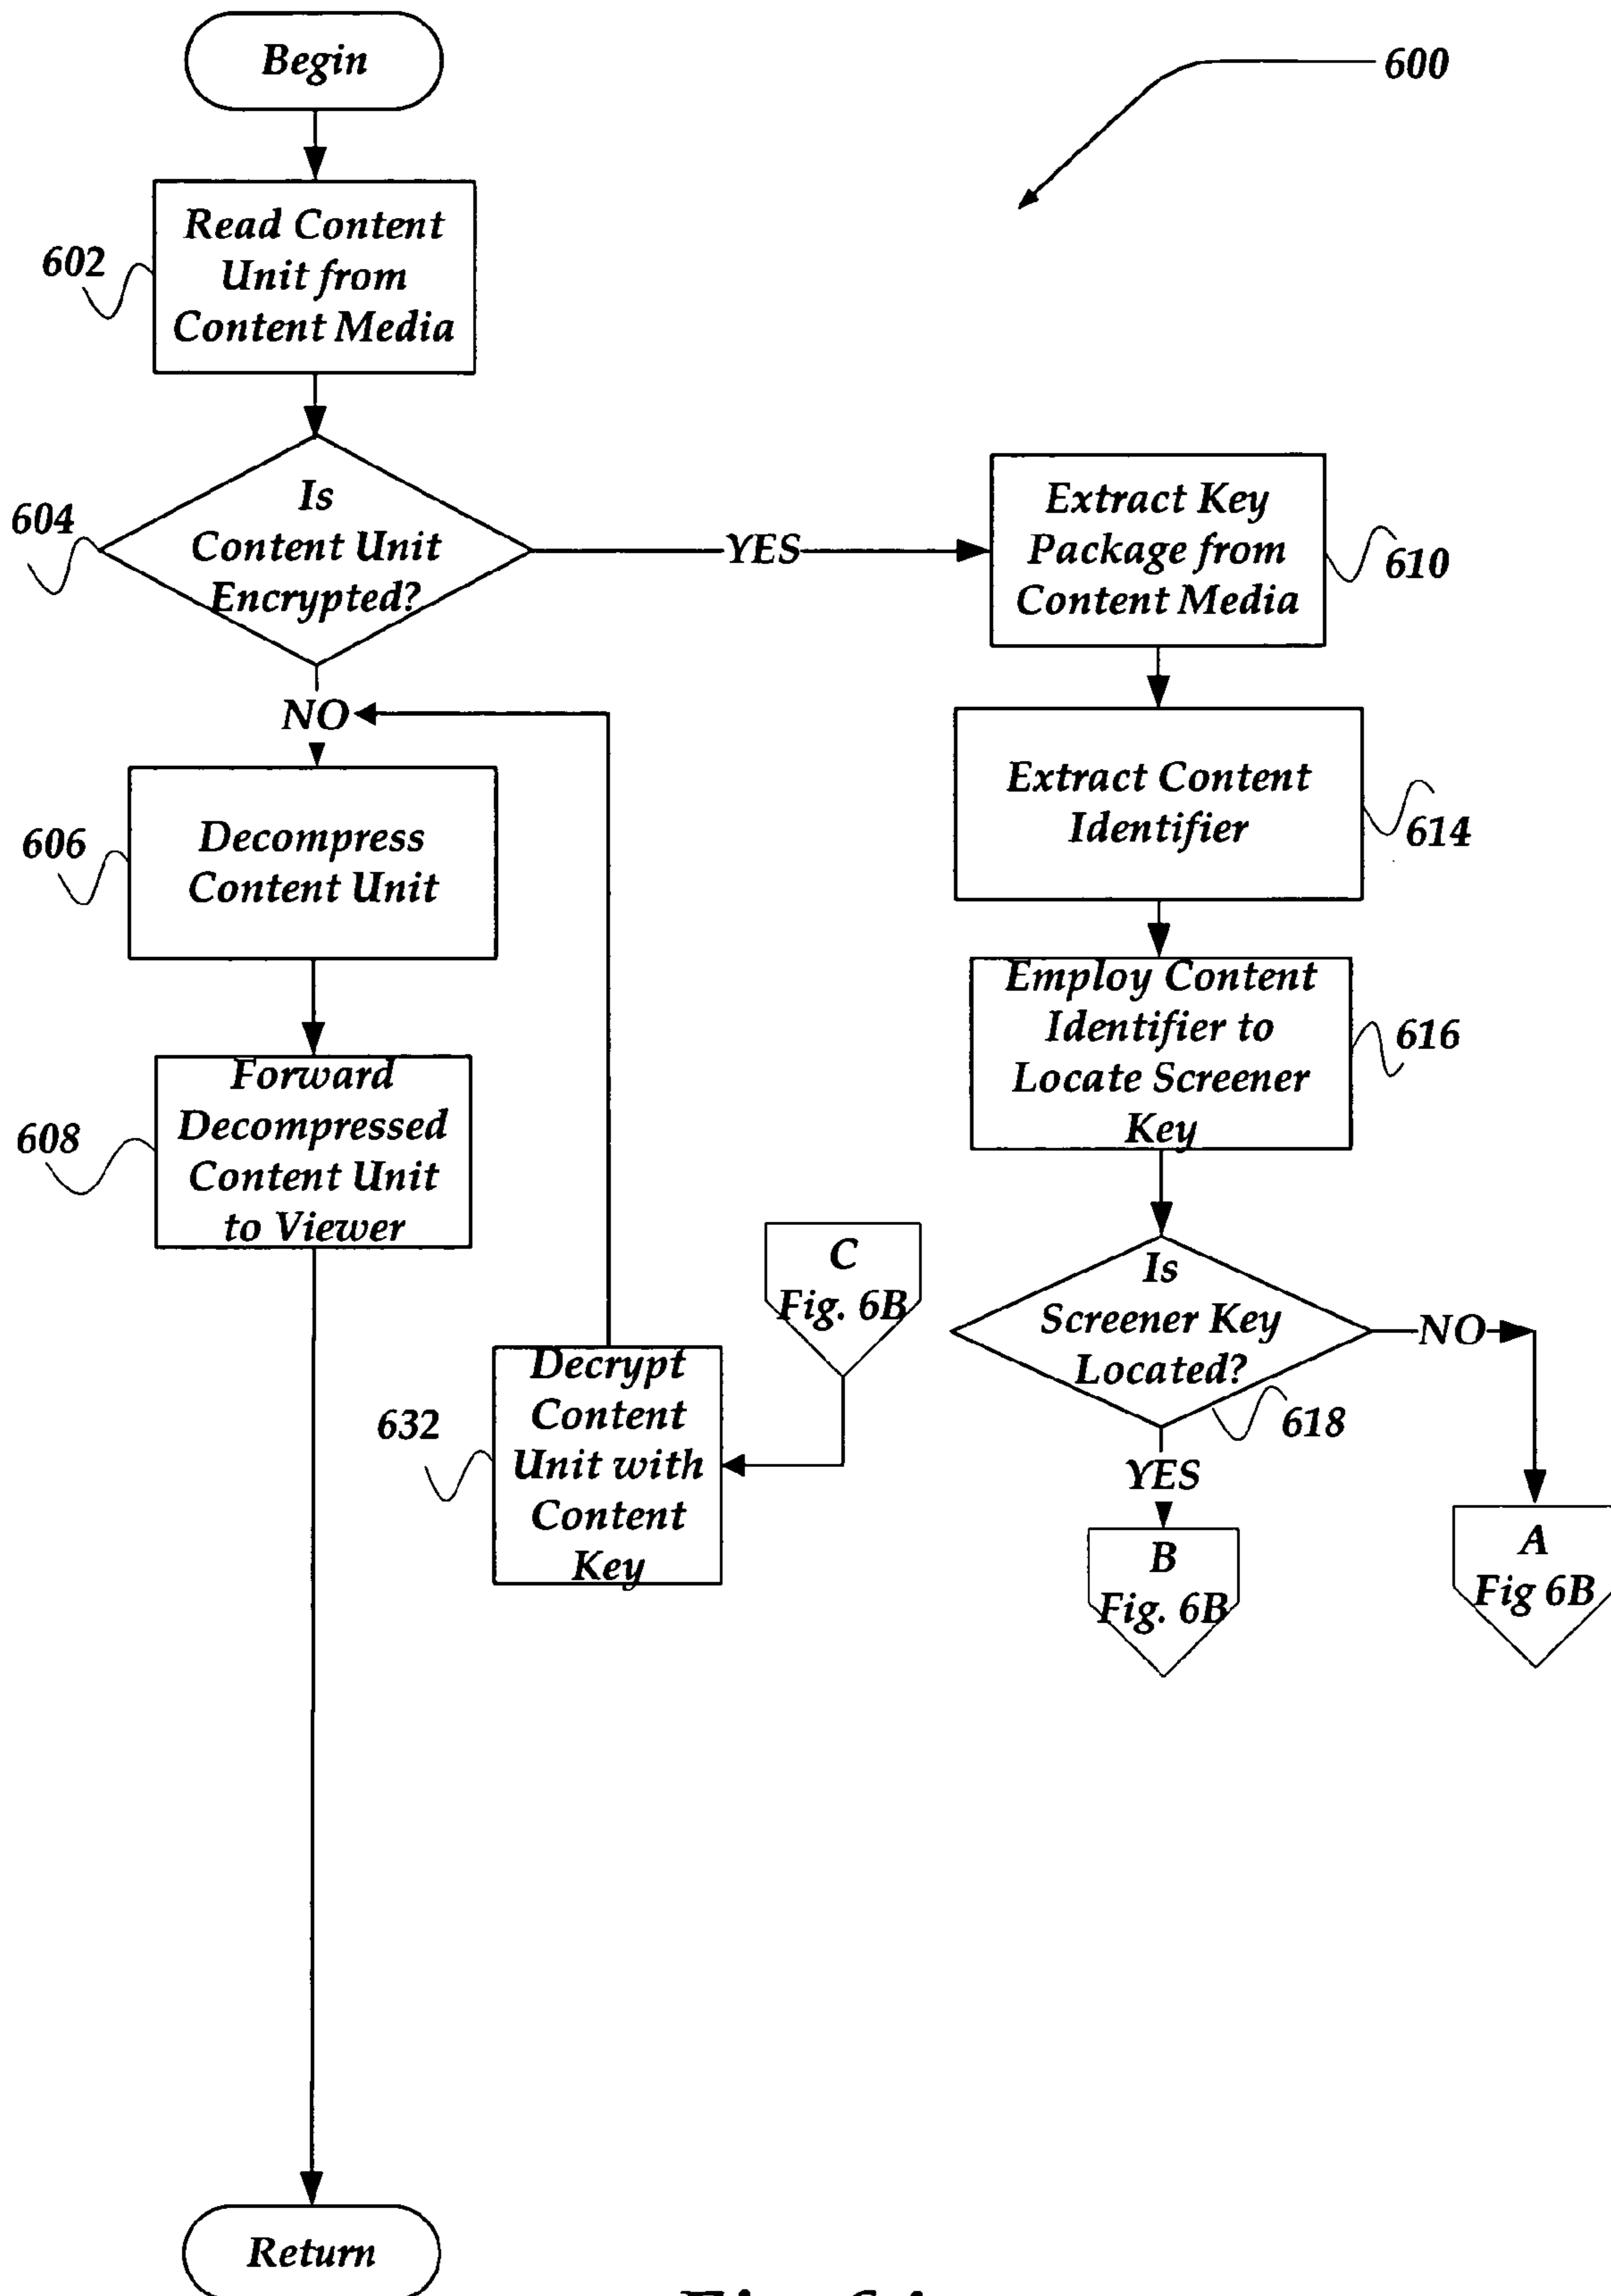 Begin
600
Read Content
Unit from
Content Media
602
Is
Content Unit
Encrypted?
604
YES
Extract Key
Package from
Content Media
610
NO
Extract Content
Identifier
614
Decompress
Content Unit
606
Employ Content
Identifier to
Locate Screener
Key
616
Forward
Decompressed
Content Unit
to Viewer
608
C
Fig. 6B
Is
Screener Key
Located?
NO
618
Decrypt
Content
Unit with
Content
Key
632
YES
B
Fig. 6B
A
Fig 6B
Return